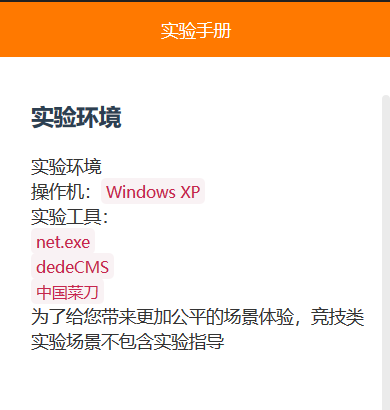 实验手册
实验环境
实验环境
操作机： Windows XP
实验工具：
net.exe
dedeCMS
中国菜刀
为了给您带来更加公平的场景体验，竞技类
实验场景不包含实验指导